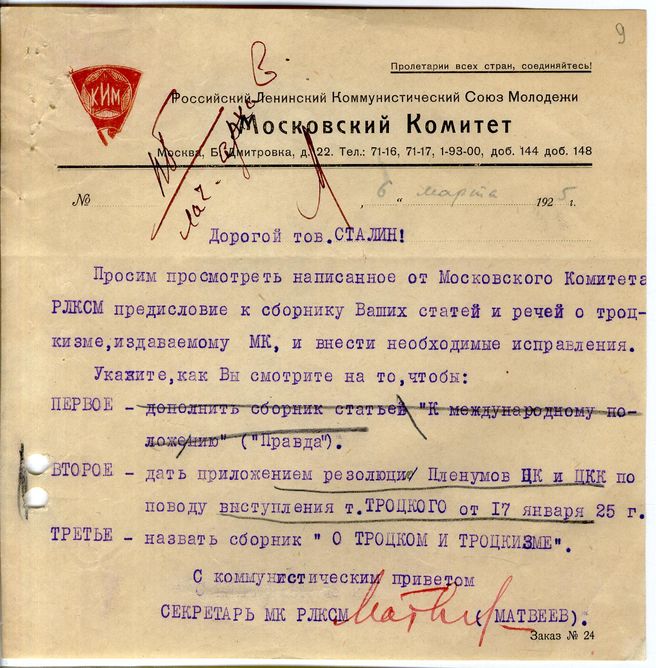 9
Пролетарии всех стран, соединяйтесь!
КИМ
Российский Ленинский Коммунистический Союз Молодежи
Московский Комитет
Москва, Б. Дмитровка, д. 22. Тел.: 71-16, 71-17, 1-93-00, доб. 144 доб. 148
№ „ 6 " марта 1925 г.
Дорогой тов. СТАЛИН!
Просим просмотреть написанное от Московского Комитета
РЛКСМ предисловие к сборнику Ваших статей и речей о троц-
кизме, издаваемому МК, и внести необходимые исправления.
Укажите, как Вы смотрите на то, чтобы:
ПЕРВОЕ - дополнить сборник статьей "К международному по-
ложению" ("Правда").
ВТОРОЕ - дать приложением резолюци Пленумов ЦК и ЦКК по
поводу выступления т. ТРОЦКОГО от 17 января 25 г.
ТРЕТЬЕ - назвать сборник " О ТРОЦКОМ И ТРОЦКИЗМЕ".
С коммунистическим приветом
СЕКРЕТАРЬ МК РЛКСМ Матвеев ( МАТВЕЕВ).
Заказ № 24